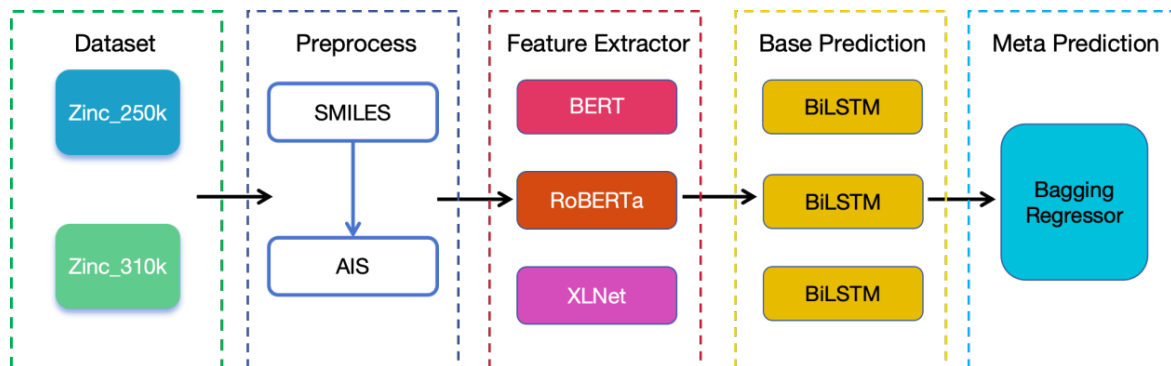 Dataset
Zinc_250k
Zinc_310k
Preprocess
SMILES
AIS
Feature Extractor
BERT
RoBERTa
XLNet
Base Prediction
BiLSTM
BiLSTM
BiLSTM
Meta Prediction
Bagging
Regressor